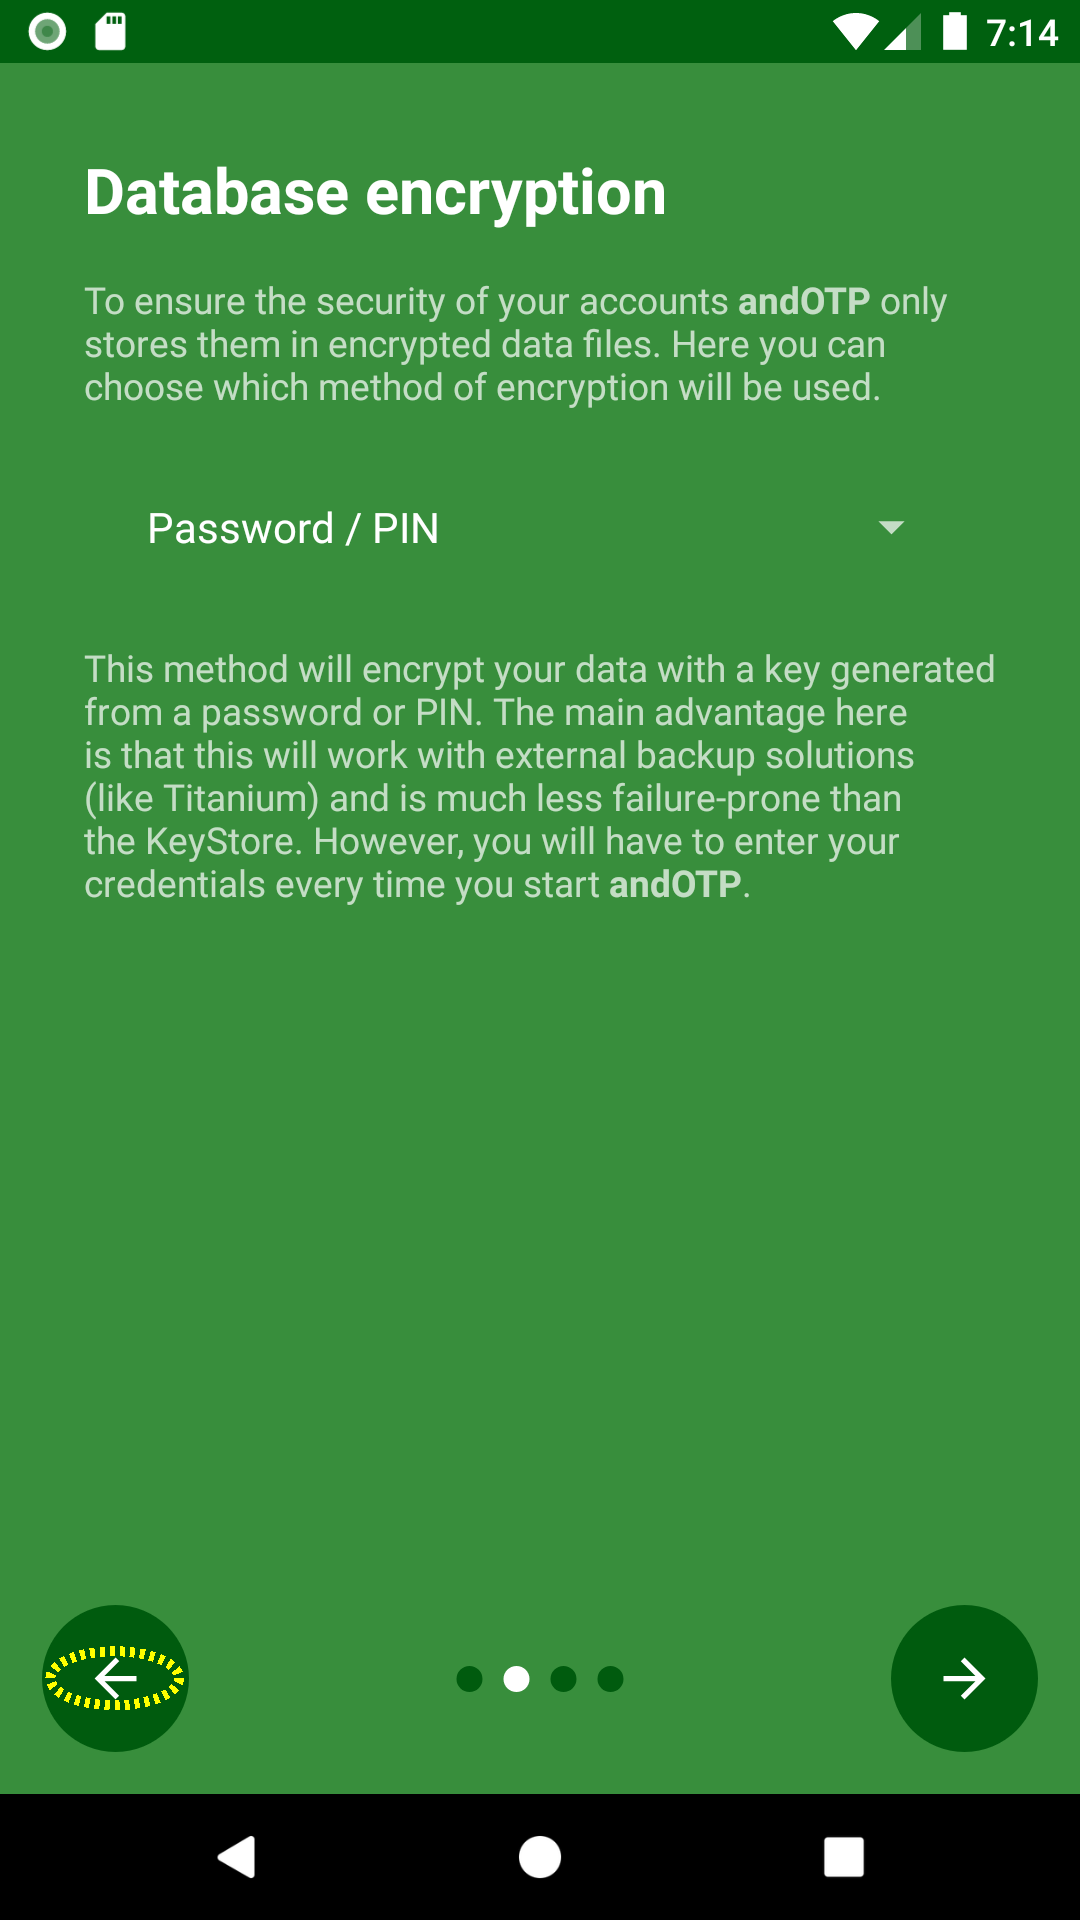 7:14
Database encryption
To ensure the security of your accounts andOTP only
stores them in encrypted data files. Here you can
choose which method of encryption will be used.
Password / PIN
This method will encrypt your data with a key generated
from a password or PIN. The main advantage here
is that this will work with external backup solutions
(like Titanium) and is much less failure-prone than
the KeyStore. However, you will have to enter your
credentials every time you start andOTP.